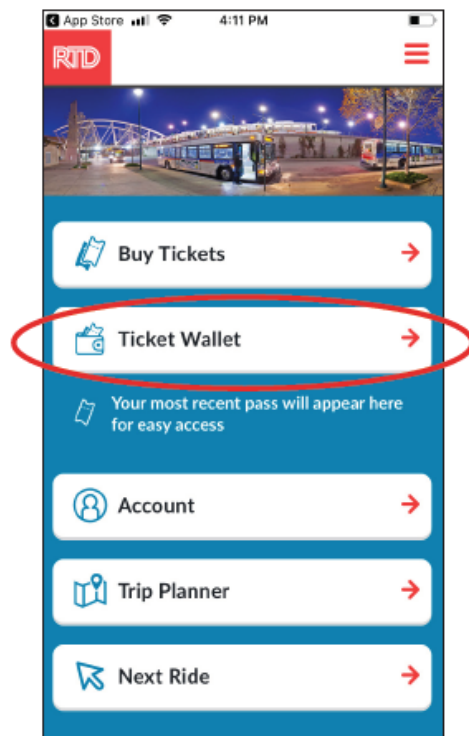 App Store 4:11 PM
RTD
Buy Tickets
Ticket Wallet
Your most recent pass will appear here
for easy access
Account
Trip Planner
Next Ride